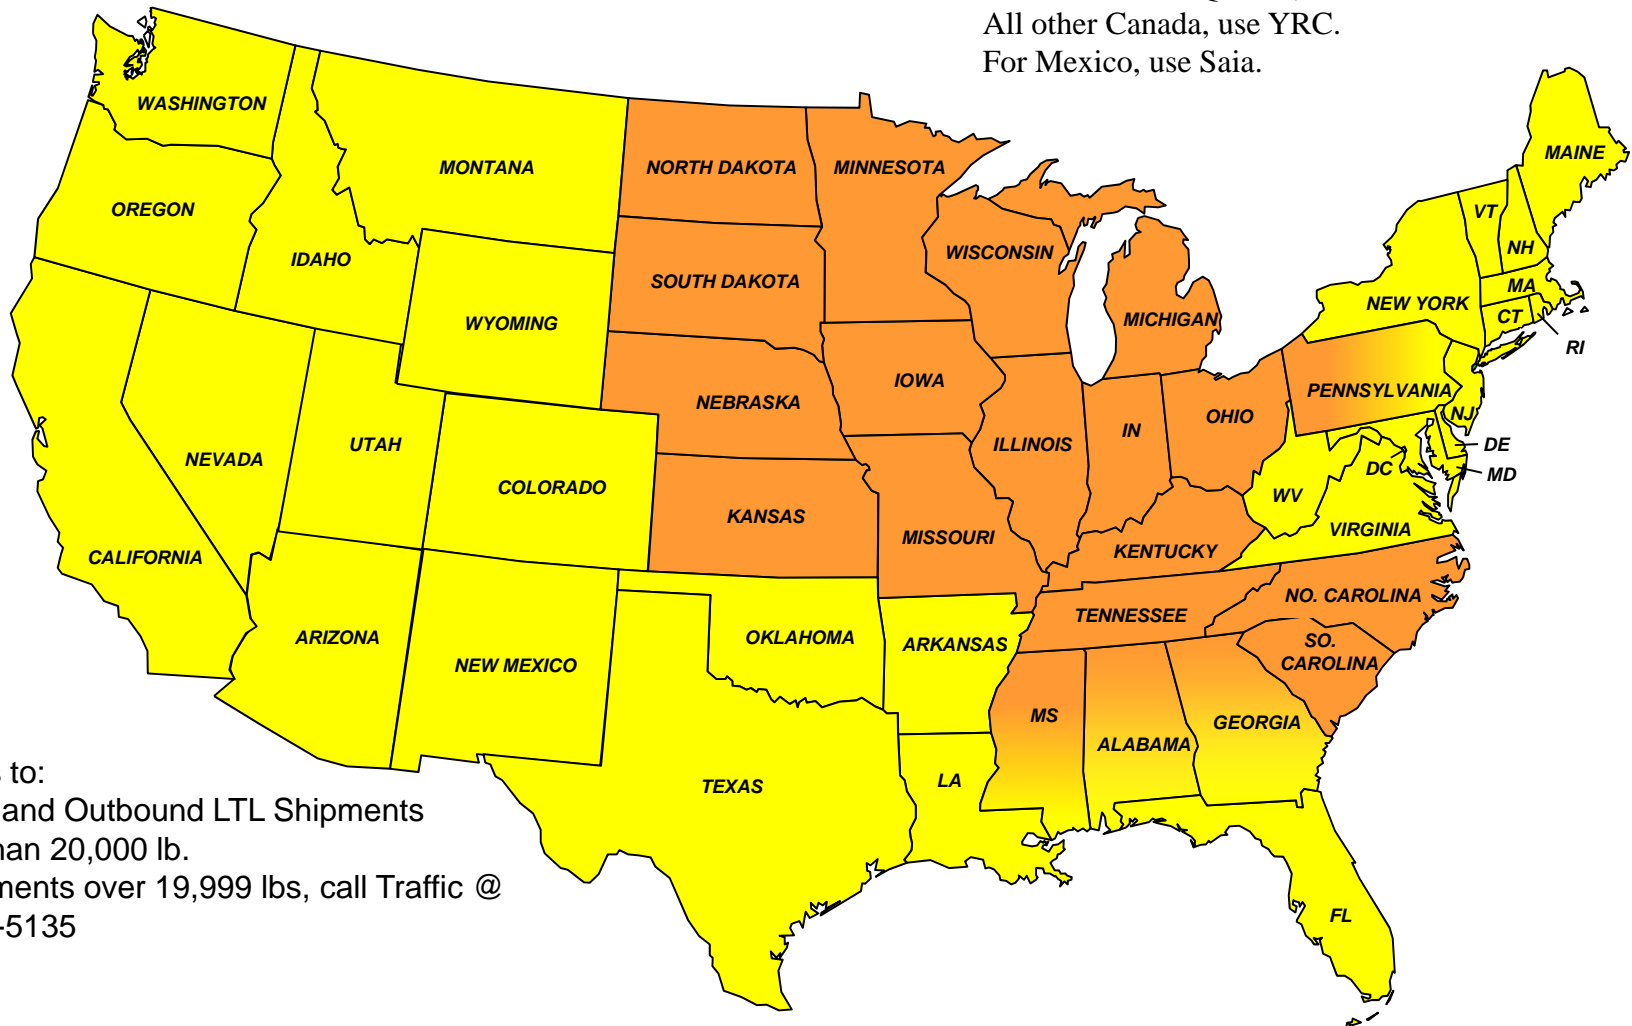 All other Canada, use YRC.
For Mexico, use Saia.
WASHINGTON
MONTANA
NORTH DAKOTA
MINNESOTA
MAINE
OREGON
VT
IDAHO
WISCONSIN
NH
SOUTH DAKOTA
MA
NEW YORK
WYOMING
MICHIGAN
CT
RI
IOWA
PENNSYLVANIA
NEBRASKA
OHIO
NJ
UTAH
IN
ILLINOIS
DE
NEVADA
DC
MD
COLORADO
WV
KANSAS
VIRGINIA
MISSOURI
CALIFORNIA
KENTUCKY
NO. CAROLINA
TENNESSEE
ARIZONA
OKLAHOMA
ARKANSAS
SO.
CAROLINA
NEW MEXICO
MS
GEORGIA
ALABAMA
LA
TEXAS
to:
and Outbound LTL Shipments
han 20,000 lb.
ments over 19,999 lbs, call Traffic @
-5135
FL